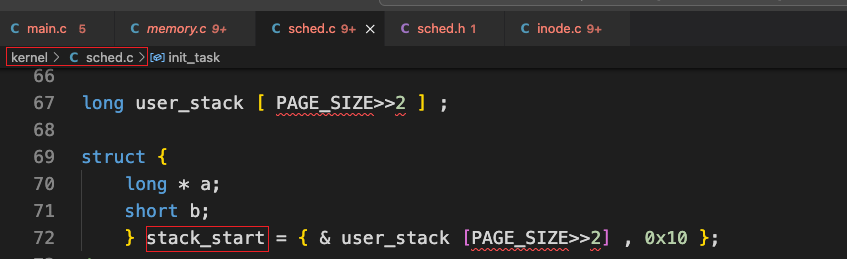 main.c 5 memory.c 9+ sched.c 9+ sched.h 1 inode.c 9+
kernel > C sched.c > init_task
66
67 long user_stack [ PAGE_SIZE>>2 ] ;
68
69 struct {
70 long * a;
71 short b;
72 } stack_start = { & user_stack [PAGE_SIZE>>2] , 0x10 };